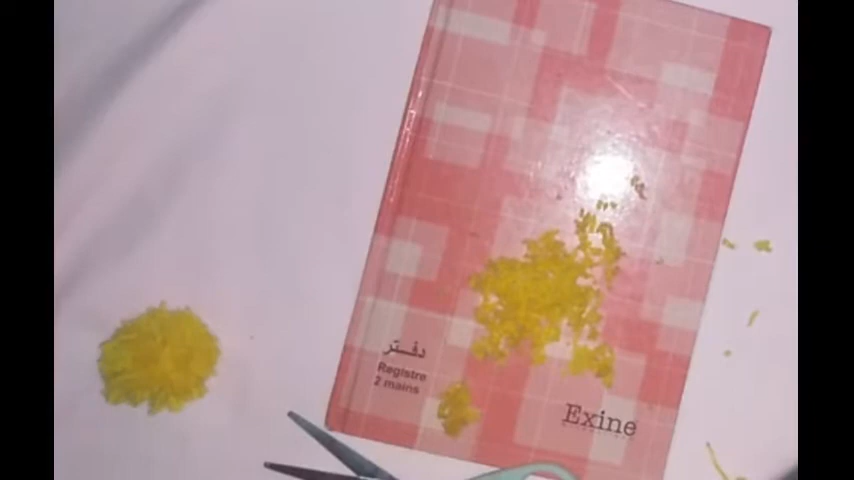 دفتر
Registre
2 mains
Exine